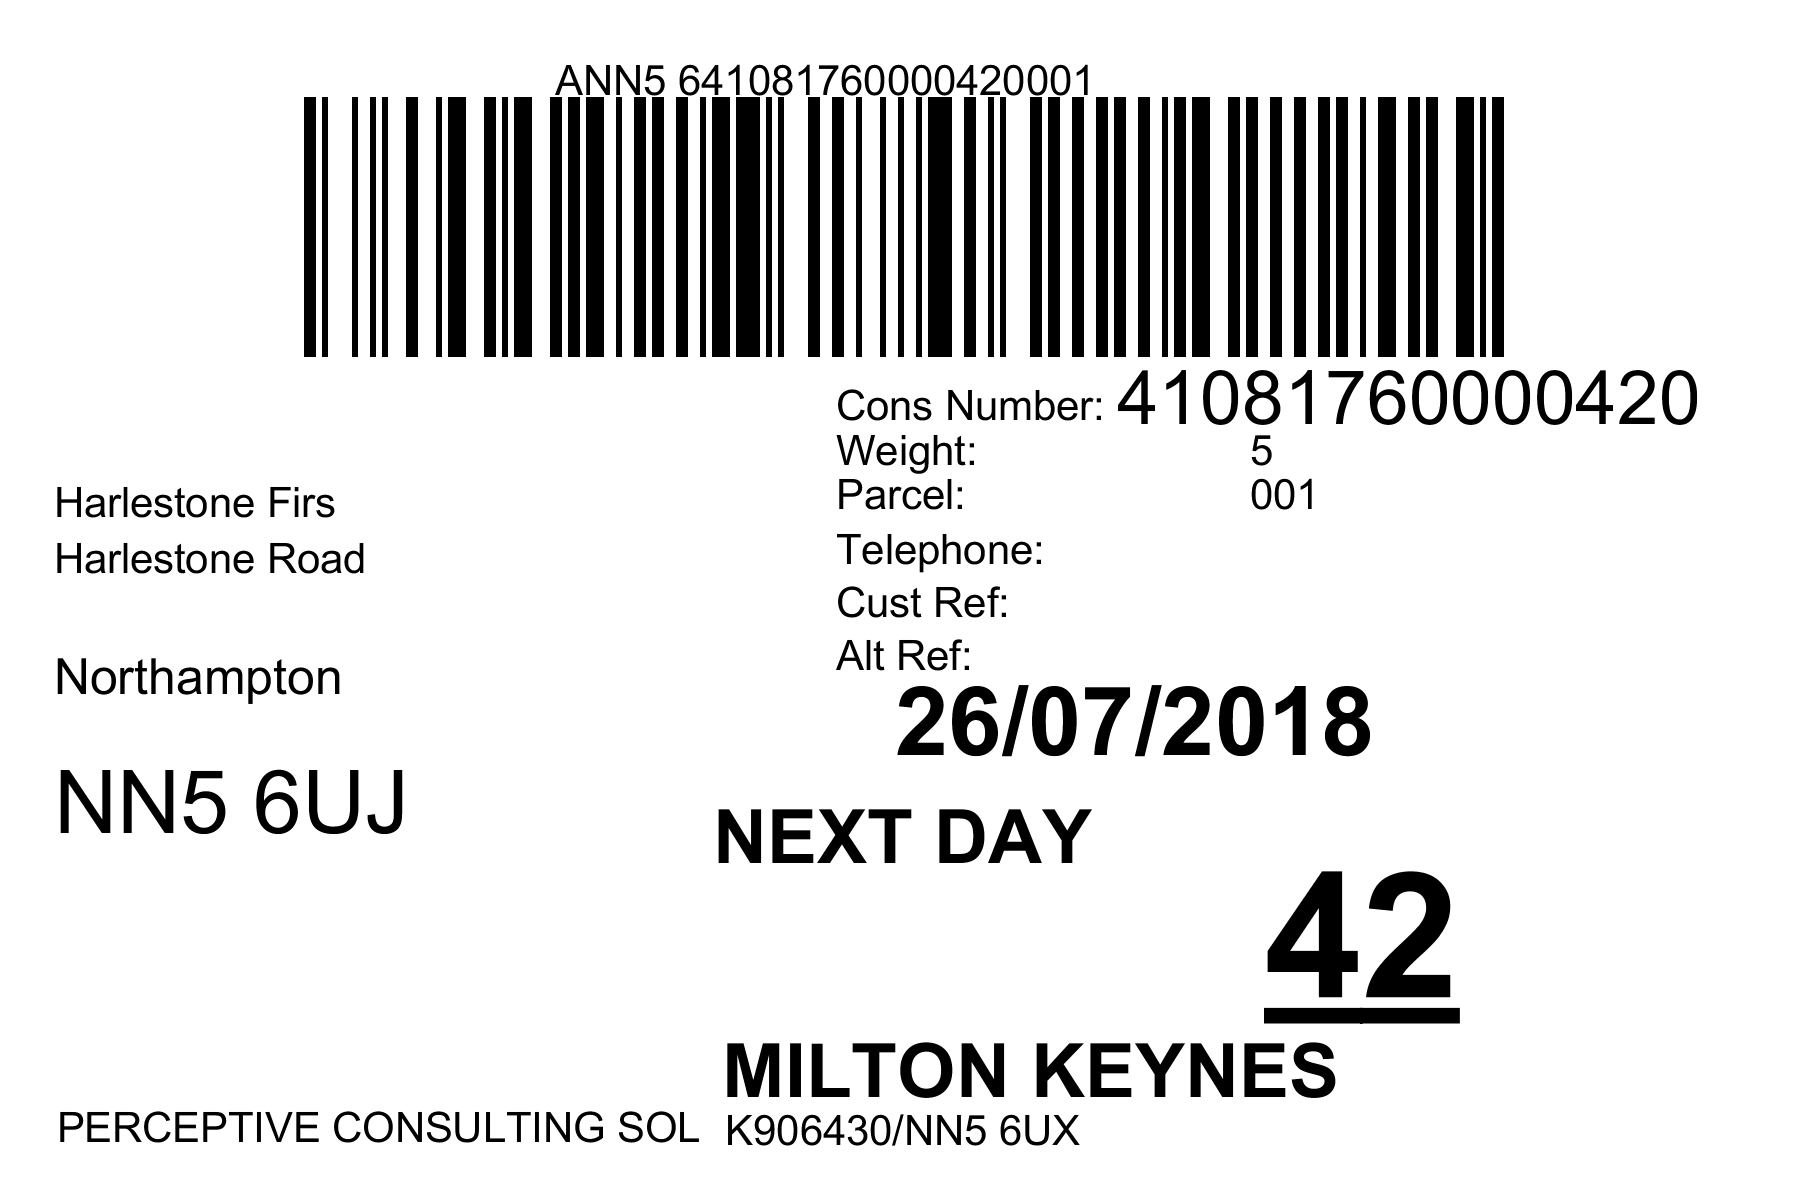 ANN5 641081760000420001
Cons Number: 41081760000420
Weight: 5
Parcel: 001
Telephone:
Cust Ref:
Alt Ref:
Harlestone Firs
Harlestone Road
Northampton
NN5 6UJ
26/07/2018
NEXT DAY
42
MILTON KEYNES
PERCEPTIVE CONSULTING SOL K906430/NN5 6UX